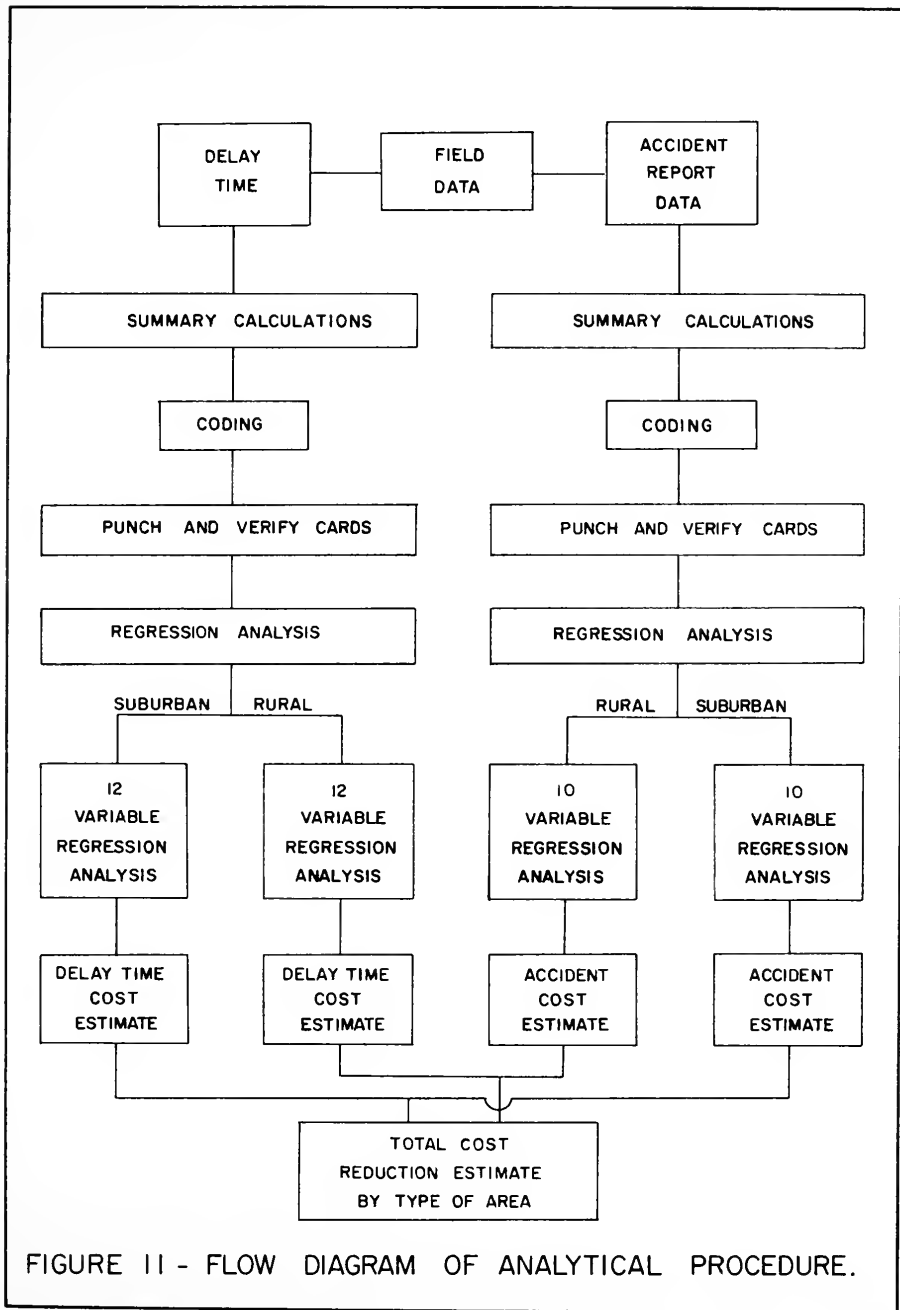 DELAY
TIME
FIELD
DATA
ACCIDENT
REPORT
DATA
SUMMARY CALCULATIONS
SUMMARY CALCULATIONS
CODING
CODING
PUNCH AND VERIFY CARDS
PUNCH AND VERIFY CARDS
REGRESSION ANALYSIS
REGRESSION ANALYSIS
SUBURBAN RURAL
RURAL SUBURBAN
12
VARIABLE
REGRESSION
ANALYSIS
12
VARIABLE
REGRESSION
ANALYSIS
10
VARIABLE
REGRESSION
ANALYSIS
10
VARIABLE
REGRESSION
ANALYSIS
DELAY TIME
COST
ESTIMATE
DELAY TIME
COST
ESTIMATE
ACCIDENT
COST
ESTIMATE
ACCIDENT
COST
ESTIMATE
TOTAL COST
REDUCTION ESTIMATE
BY TYPE OF AREA
FIGURE 11 - FLOW DIAGRAM OF ANALYTICAL PROCEDURE.